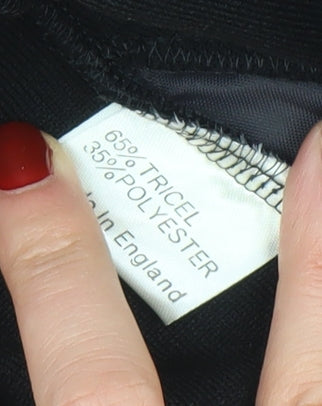 65% TRICEL
35% POLYESTER
In England